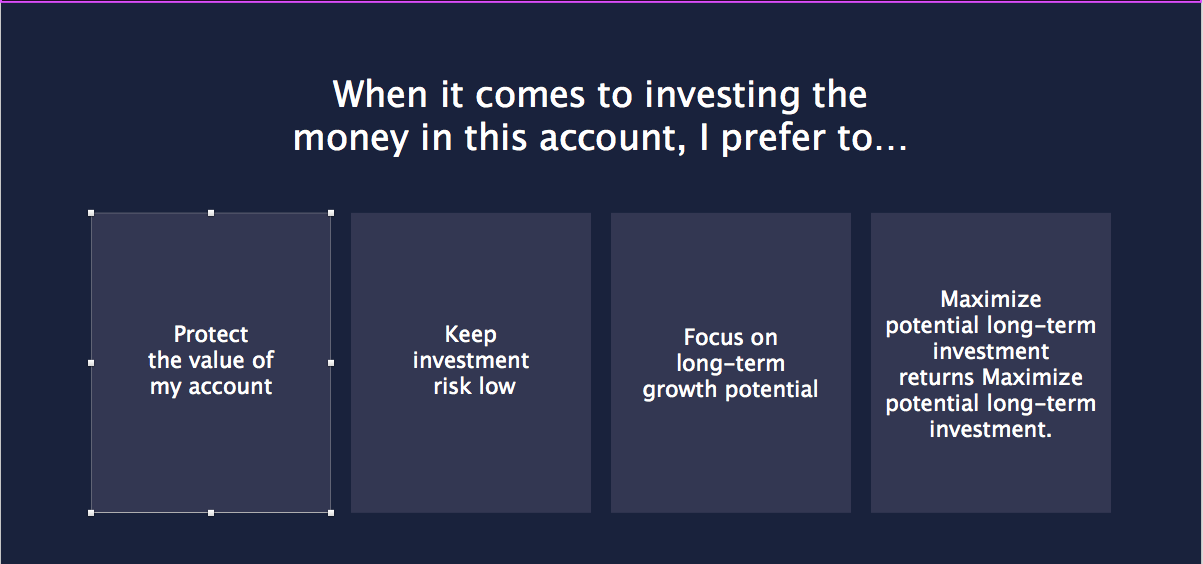 When it comes to investing the
money in this account, I prefer to...
Protect
the value of
my account
Keep
investment
risk low
Focus on
long-term
growth potential
Maximize
potential long-term
investment
returns Maximize
potential long-term
investment.